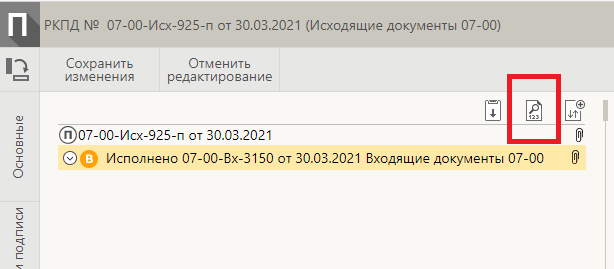 П РКПД № 07-00-Исх-925-п от 30.03.2021 (Исходящие документы 07-00)
Сохранить
изменения
Отменить
редактирование
123
Основные
П 07-00-Исх-925-п от 30.03.2021
В Исполнено 07-00-Вх-3150 от 30.03.2021 Входящие документы 07-00
и подписи